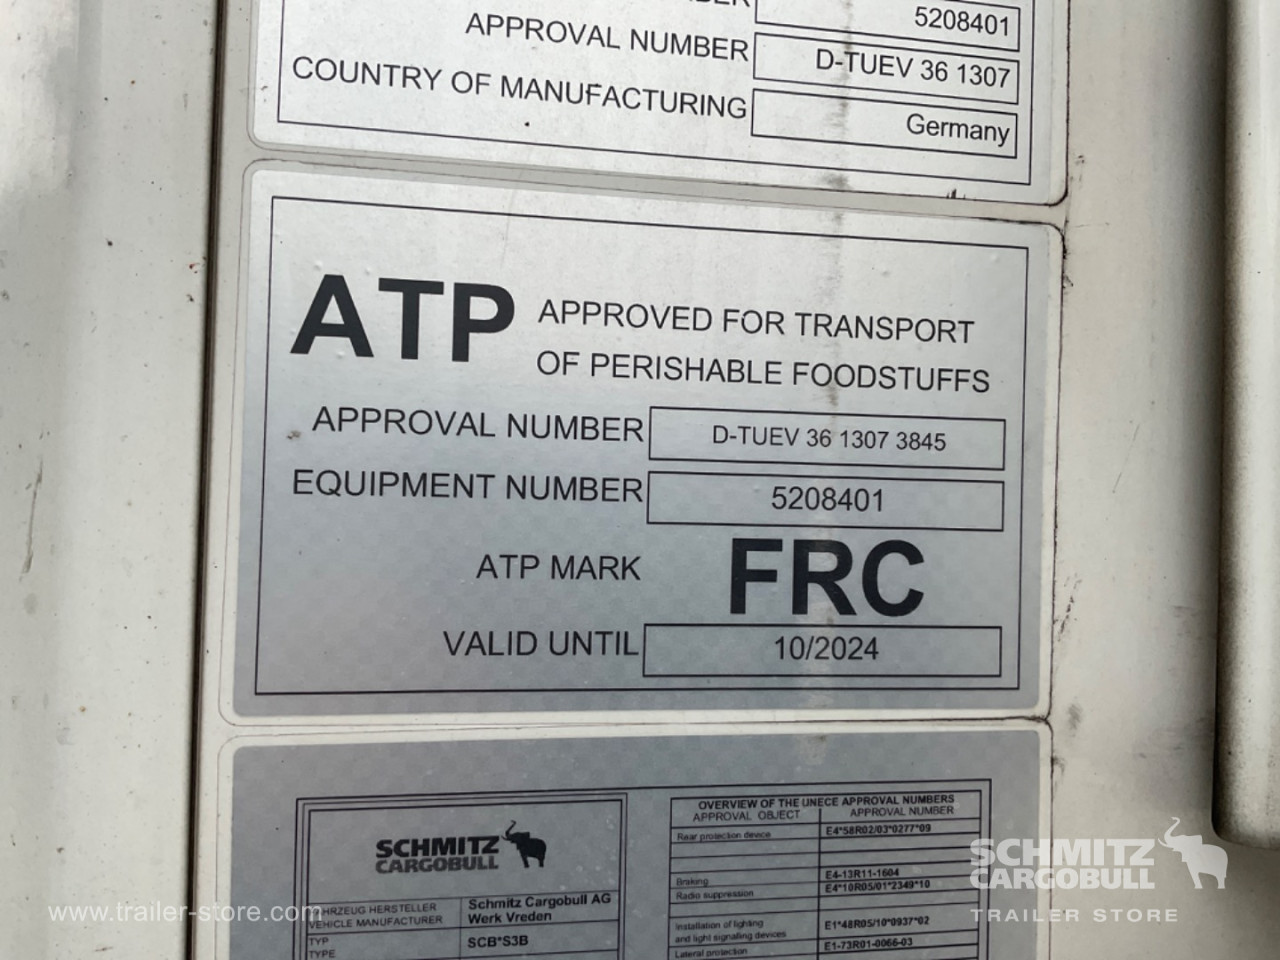 5208401
APPROVAL NUMBER D-TUEV 36 1307
COUNTRY OF MANUFACTURING Germany
ATP APPROVED FOR TRANSPORT
OF PERISHABLE FOODSTUFFS
APPROVAL NUMBER D-TUEV 36 1307 3845
EQUIPMENT NUMBER 5208401
ATP MARK FRC
VALID UNTIL 10/2024
SCHMITZ
CARGOBULL
HERSTELLER Schmitz Cargobull AG
VEHICLE MANUFACTURER Werk Vreden
TYP SCB*S3B
TYPE
OVERVIEW OF THE UNECE APPROVAL NUMBERS
APPROVAL OBJECT APPROVAL NUMBER
Rear protection device E4*58R02/03*0277*09
Braking E4-13R11-1604
Radio suppression E4*10R05/01*2349*10
Installation of lighting E1*48R05/10*0937*02
and light signalling devices
Lateral protection E1-73R01-0066-03
www.trailer-store.com
SCHMITZ
CARGOBULL
TRAILER STORE